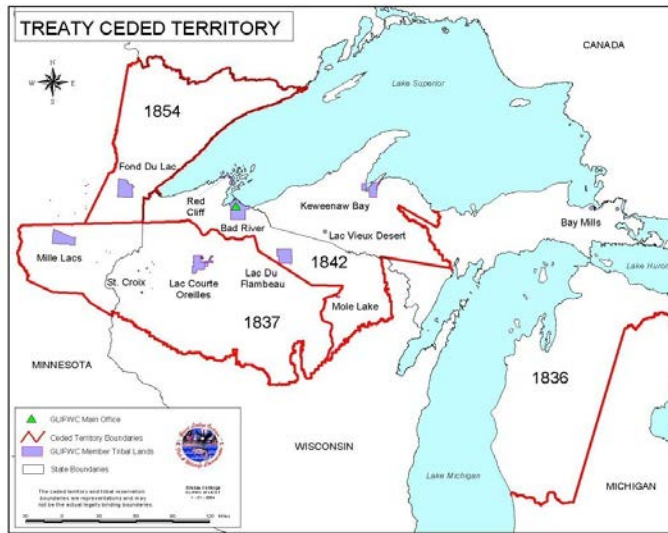 TREATY CEDED TERRITORY
CANADA
Lake Superior
N
W
E
S
1854
Fond Du Lac
Red
Cliff
Bad River
Keweenaw Bay
Bay Mills
Lac Vieux Desert
Mille Lacs
1842
Lake Huron
St. Croix
Lac Courte
Oreilles
Lac Du
Flambeau
Mole Lake
1837
1836
MINNESOTA
WISCONSIN
Lake Michigan
MICHIGAN
GLIFWC Main Office
Ceded Territory Boundaries
GLIFWC Member Tribal Lands
State Boundaries
The ceded territory and tribal reservation
boundaries are representations and may
not be the actual legally binding boundaries.